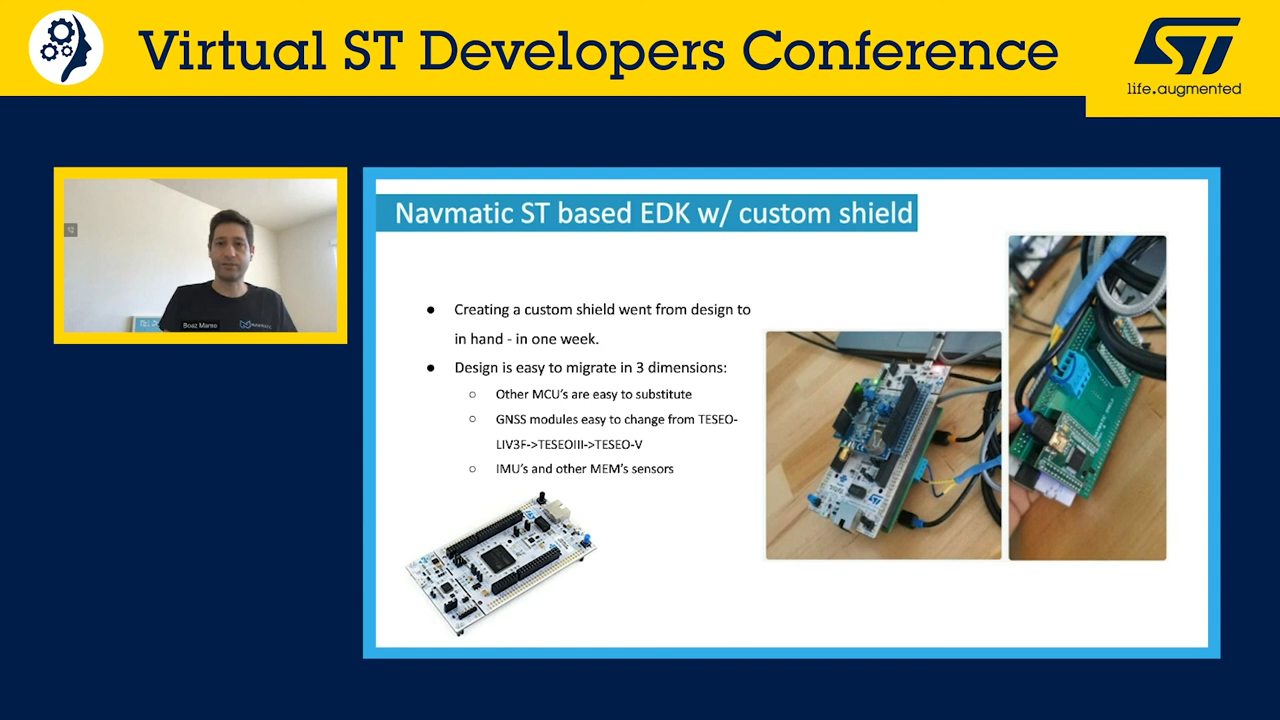 Virtual ST Developers Conference
ST
life.augmented
Boaz Mamo
Navmatic ST based EDK w/ custom shield
● Creating a custom shield went from design to
in hand - in one week.
● Design is easy to migrate in 3 dimensions:
○ Other MCU's are easy to substitute
○ GNSS modules easy to change from TESEO-
LIV3F->TESEOIII->TESEO-V
○ IMU's and other MEM's sensors